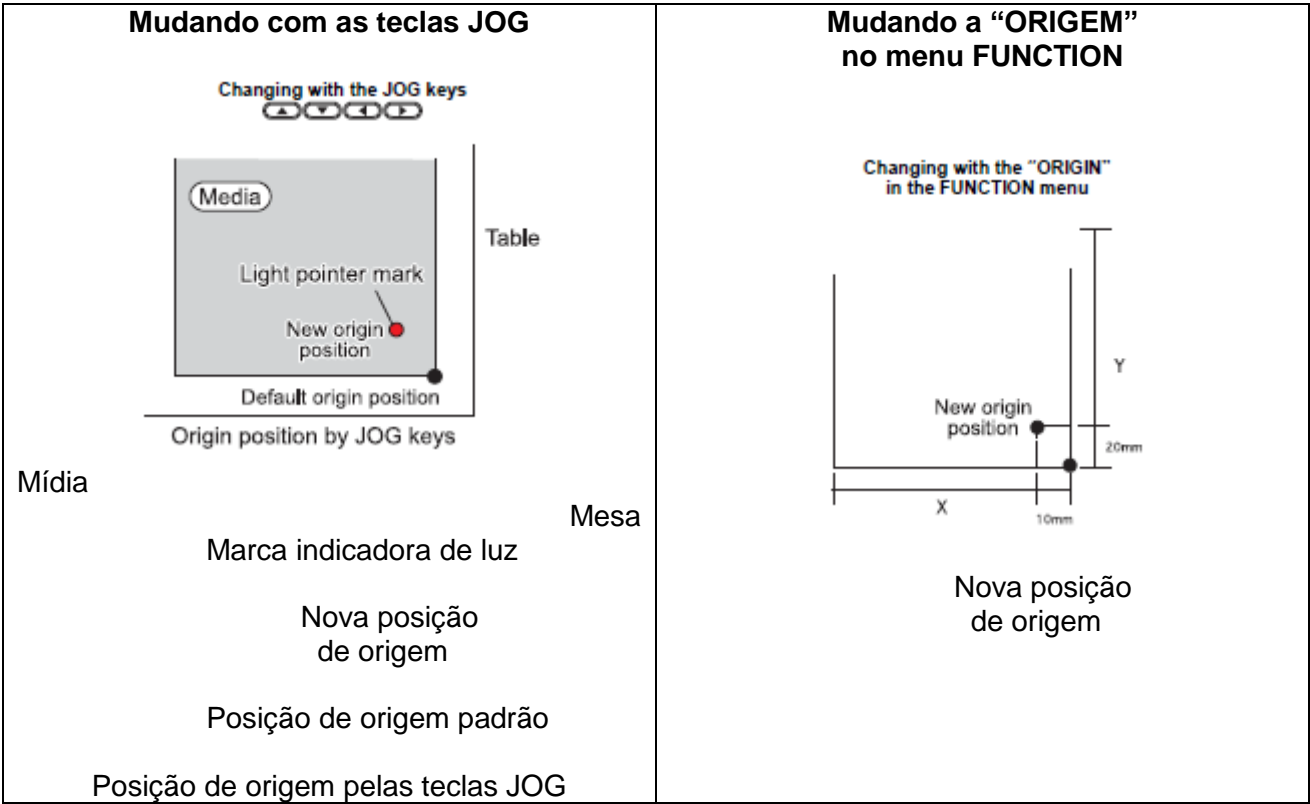 Mudando com as teclas JOG
Changing with the JOG keys
Media
Table
Light pointer mark
New origin
position
Default origin position
Origin position by JOG keys
Mídia
Mesa
Marca indicadora de luz
Nova posição
de origem
Posição de origem padrão
Posição de origem pelas teclas JOG
Mudando a “ORIGEM”
no menu FUNCTION
Changing with the “ORIGIN”
in the FUNCTION menu
Y
New origin
position
20mm
X
10mm
Nova posição
de origem